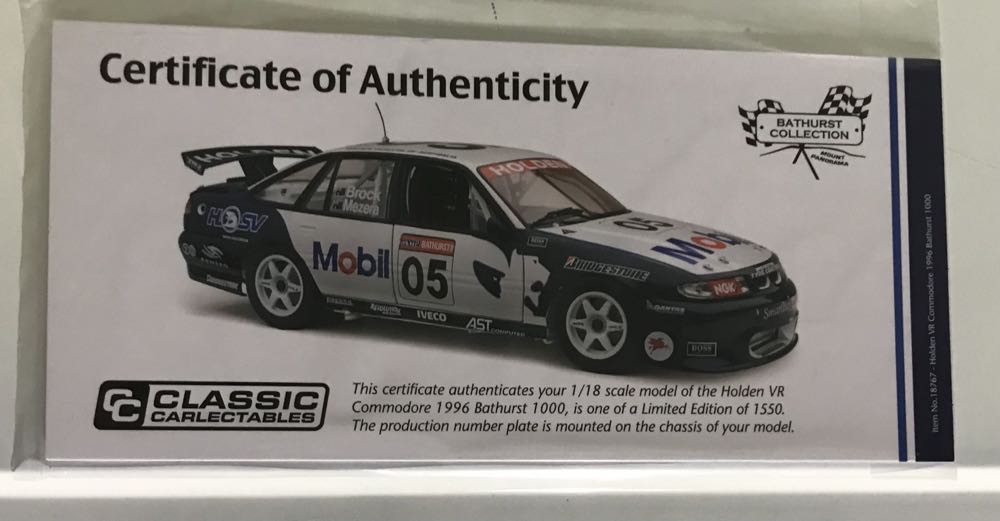 Certificate of Authenticity
BATHURST
COLLECTION
MOUNT
PANORAMA
HOLDEN
HOLDEN
Brock
Mezera
HSV
Mobil
BATHURST
05
05
BRIDGESTONE
NGK
IVECO
AST COMPUTER
BOSS
CC CLASSIC
CARLECTABLES
This certificate authenticates your 1/18 scale model of the Holden VR
Commodore 1996 Bathurst 1000, is one of a Limited Edition of 1550.
The production number plate is mounted on the chassis of your model.
Item No.18767 - Holden VR Commodore 1996 Bathurst 1000